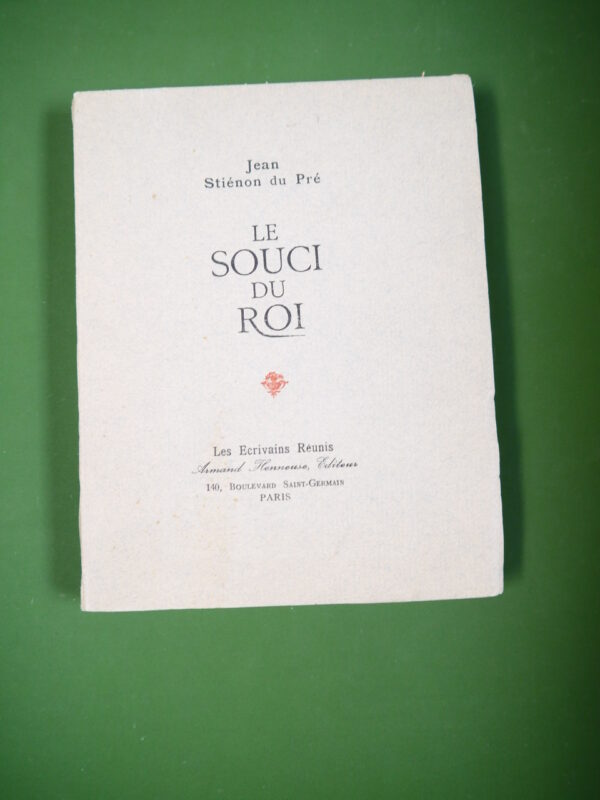 Jean
Stiénon du Pré
LE
SOUCI
DU
ROI
Les Ecrivains Réunis
Armand Henneuse, Editeur
140, Boulevard Saint-Germain
PARIS